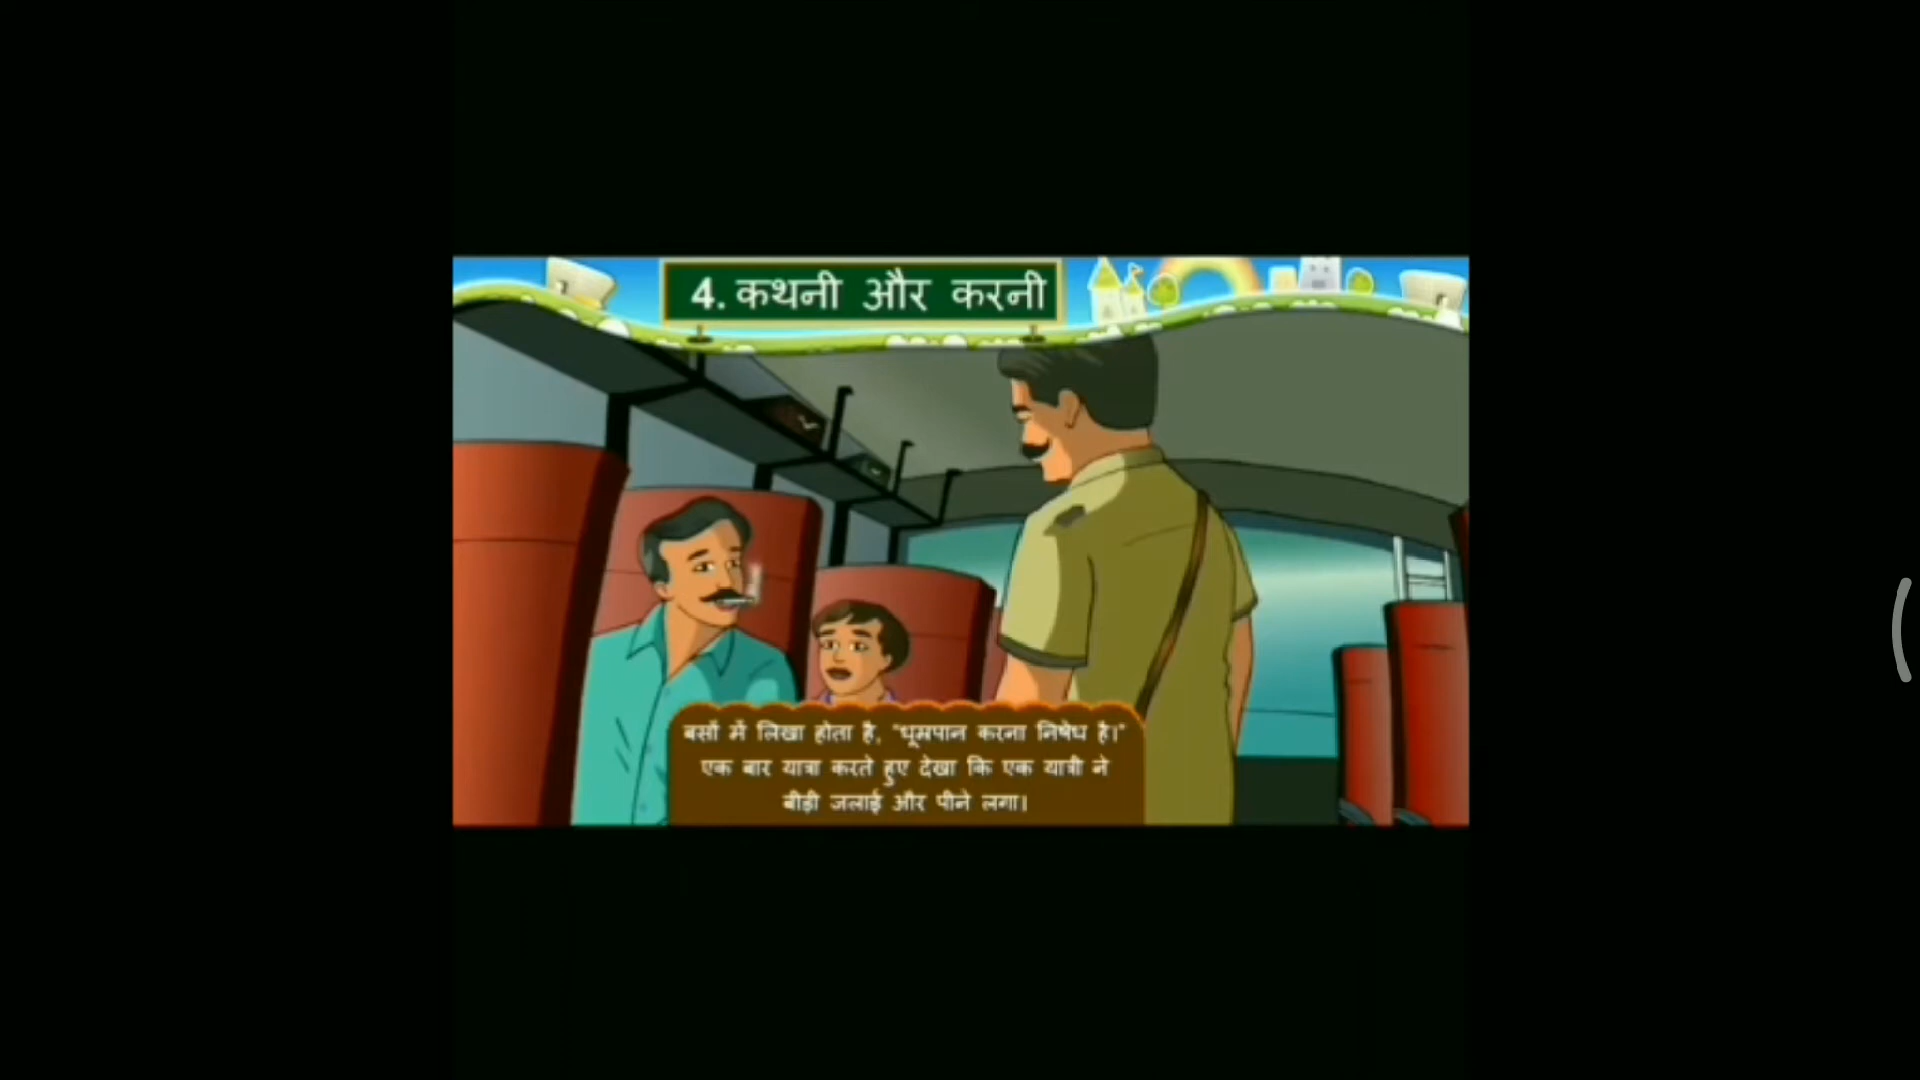 4. कथनी और करनी
बसों में लिखा होता है, "धूम्रपान करना निषेध है।"
एक बार यात्रा करते हुए देखा कि एक यात्री ने
बीड़ी जलाई और पीने लगा।